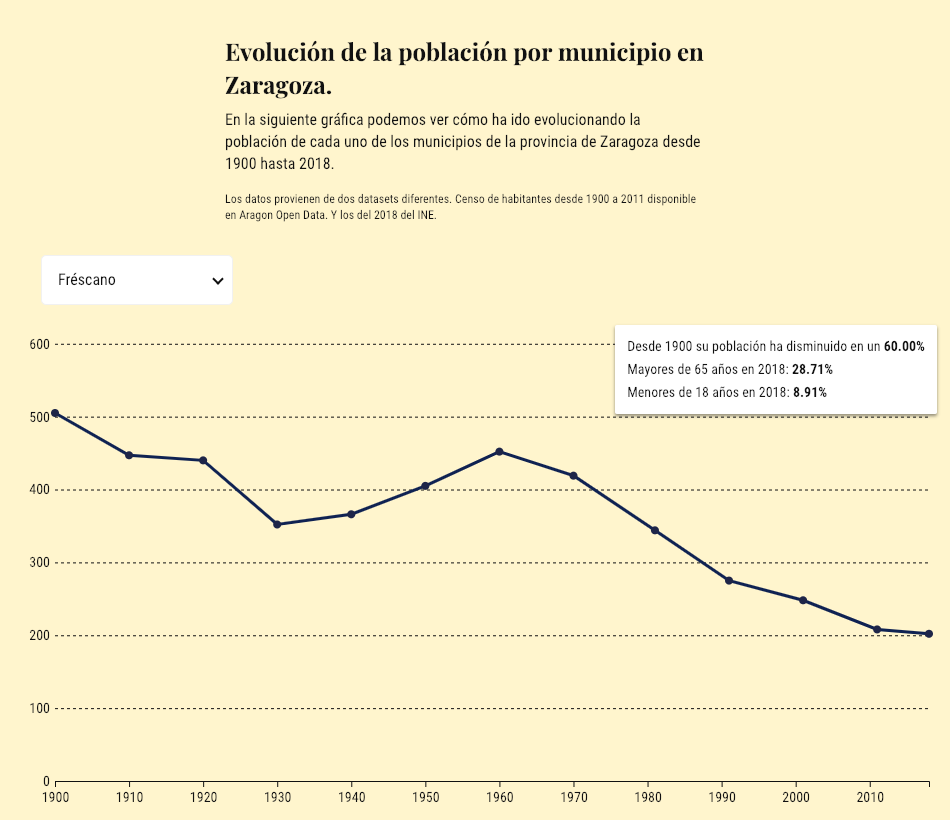 Evolución de la población por municipio en
Zaragoza.
En la siguiente gráfica podemos ver cómo ha ido evolucionando la
población de cada uno de los municipios de la provincia de Zaragoza desde
1900 hasta 2018.
Los datos provienen de dos datasets diferentes. Censo de habitantes desde 1900 a 2011 disponible
en Aragon Open Data. Y los del 2018 del INE.
Fréscano
Desde 1900 su población ha disminuido en un 60.00%
Mayores de 65 años en 2018: 28.71%
Menores de 18 años en 2018: 8.91%
600
500
400
300
200
100
0
1900 1910 1920 1930 1940 1950 1960 1970 1980 1990 2000 2010